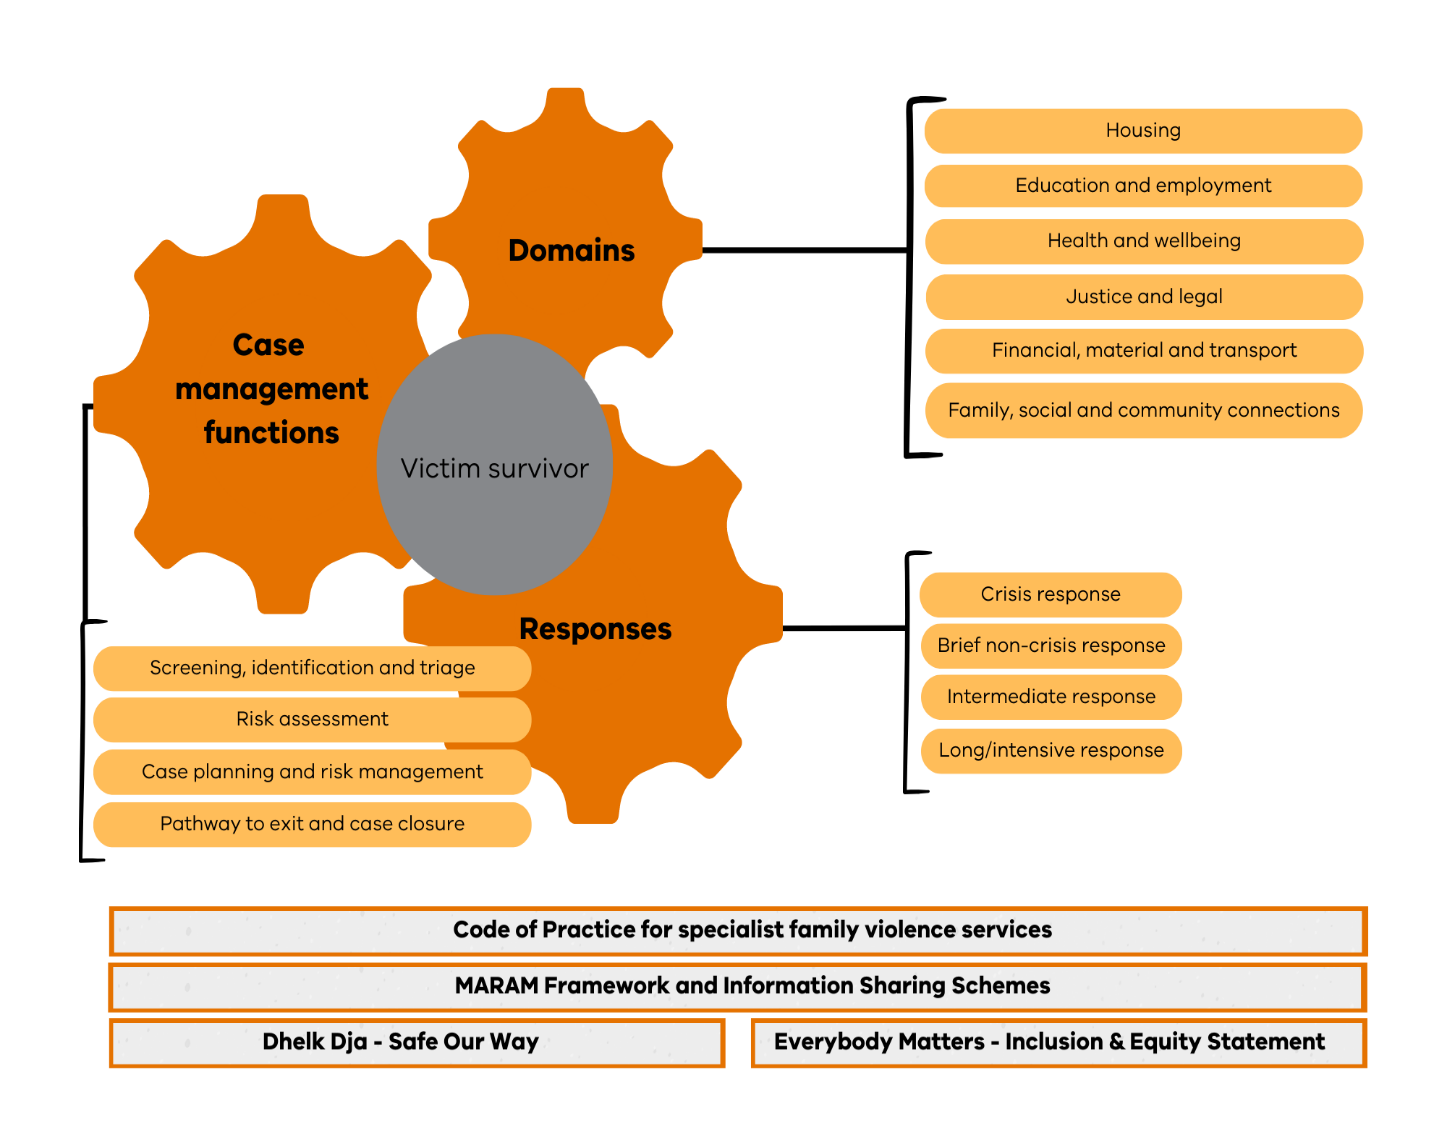 Domains
Housing
Education and employment
Health and wellbeing
Justice and legal
Financial, material and transport
Family, social and community connections
Case
management
functions
Victim survivor
Responses
Crisis response
Brief non-crisis response
Intermediate response
Long/intensive response
Screening, identification and triage
Risk assessment
Case planning and risk management
Pathway to exit and case closure
Code of Practice for specialist family violence services
MARAM Framework and Information Sharing Schemes
Dhelk Dja - Safe Our Way
Everybody Matters - Inclusion & Equity Statement